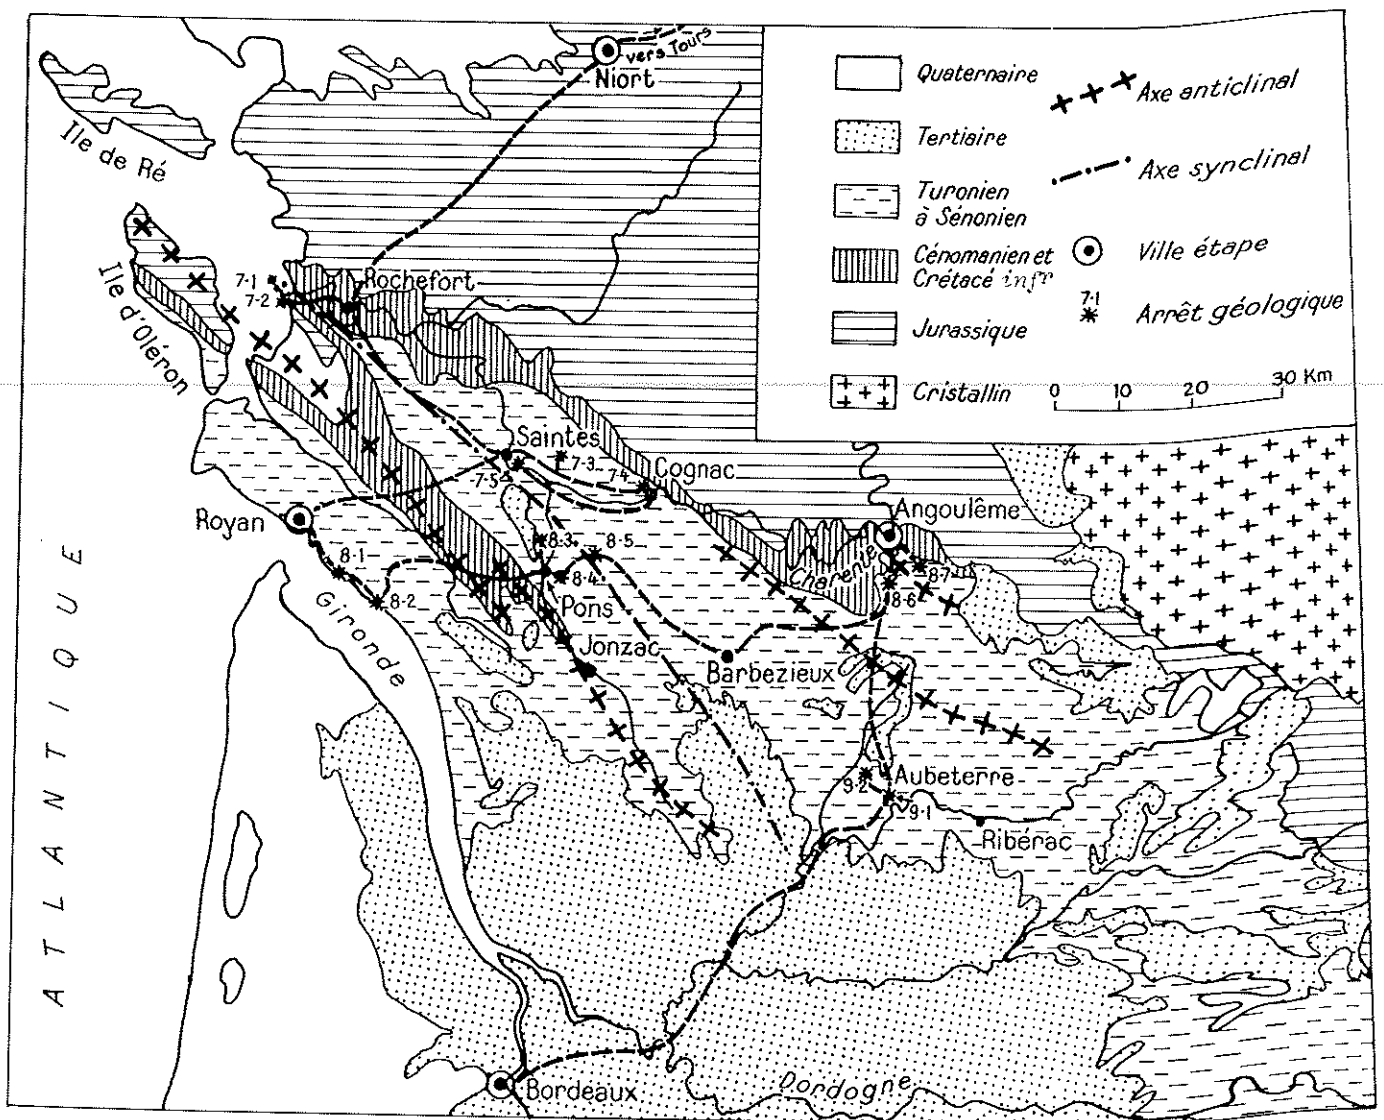 vers Tours
Niort
Ile de Ré
Ile d'Oléron
7-1
7-2
Rochefort
Saintes
7-3
7-4
7-5
Cognac
Royan
8-1
8-2
8-3
8-5
8-4
Pons
Jonzac
Gironde
Angoulême
Charente
8-7
8-6
Barbezieux
Aubeterre
9-2
9-1
Ribérac
ATLANTIQUE
Bordeaux
Dordogne
Quaternaire
Tertiaire
Turonien
à Sénonien
Cénomanien et
Crétacé infr
Jurassique
Cristallin
Axe anticlinal
Axe synclinal
Ville étape
7-1
Arrêt géologique
0 10 20 30 Km